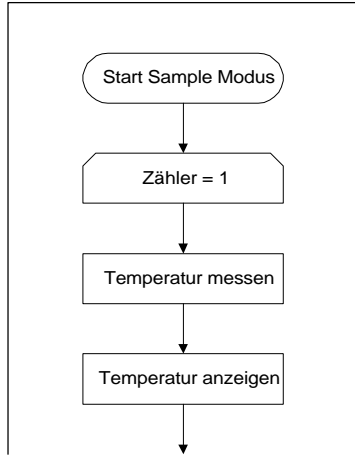 Start Sample Modus
Zähler = 1
Temperatur messen
Temperatur anzeigen